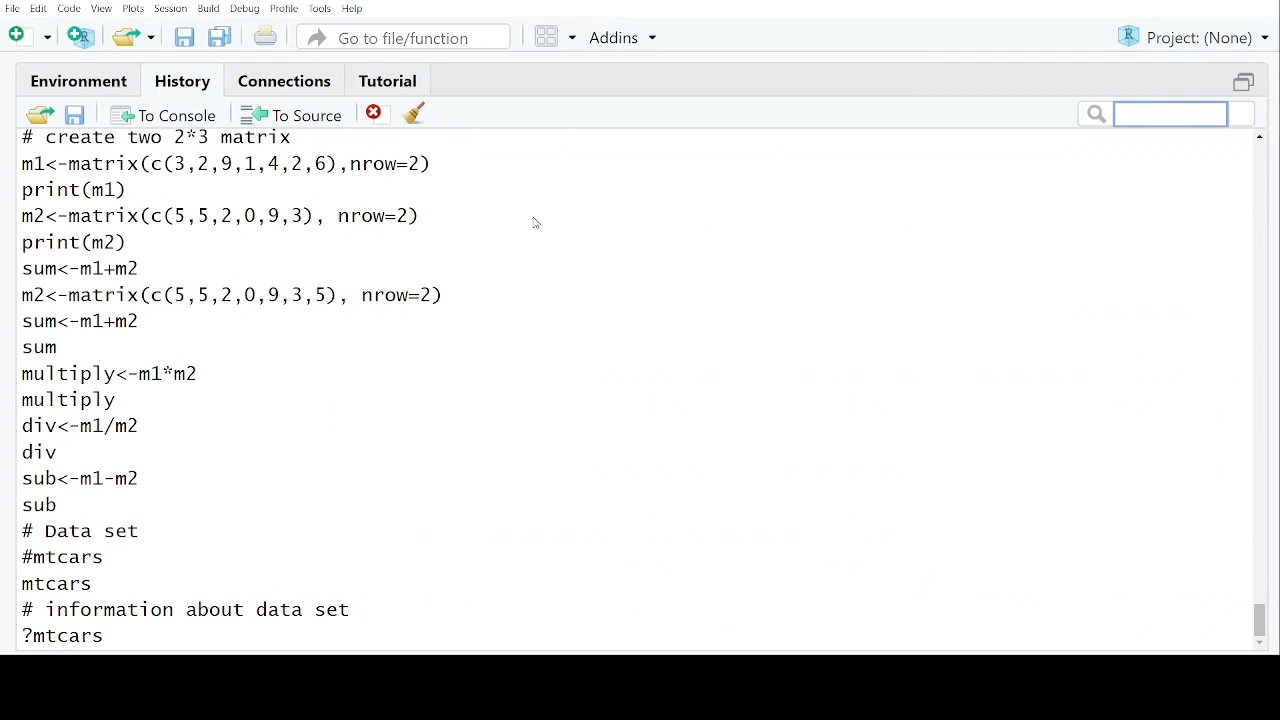 File Edit Code View Plots Session Build Debug Profile Tools Help
Go to file/function Addins Project: (None)
Environment History Connections Tutorial
To Console To Source
# create two 2*3 matrix
m1<-matrix(c(3,2,9,1,4,2,6),nrow=2)
print(m1)
m2<-matrix(c(5,5,2,0,9,3), nrow=2)
print(m2)
sum<-m1+m2
m2<-matrix(c(5,5,2,0,9,3,5), nrow=2)
sum<-m1+m2
sum
multiply<-m1*m2
multiply
div<-m1/m2
div
sub<-m1-m2
sub
# Data set
#mtcars
mtcars
# information about data set
?mtcars